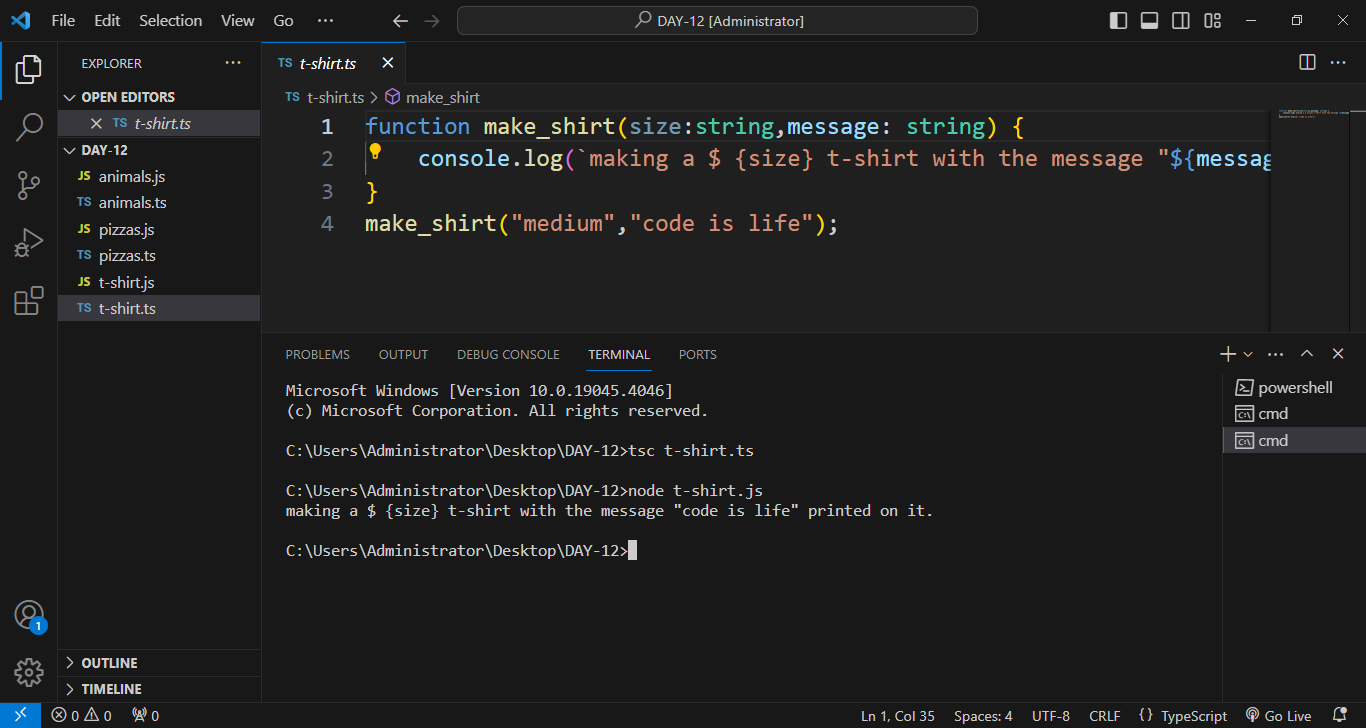 File Edit Selection View Go ··· DAY-12 [Administrator]
EXPLORER ···
OPEN EDITORS
TS t-shirt.ts
DAY-12
JS animals.js
TS animals.ts
JS pizzas.js
TS pizzas.ts
JS t-shirt.js
TS t-shirt.ts
OUTLINE
TIMELINE
TS t-shirt.ts
TS t-shirt.ts > make_shirt
1 function make_shirt(size:string,message: string) {
2 console.log(`making a $ {size} t-shirt with the message "${messag
3 }
4 make_shirt("medium","code is life");
PROBLEMS OUTPUT DEBUG CONSOLE TERMINAL PORTS
Microsoft Windows [Version 10.0.19045.4046]
(c) Microsoft Corporation. All rights reserved.
C:\Users\Administrator\Desktop\DAY-12>tsc t-shirt.ts
C:\Users\Administrator\Desktop\DAY-12>node t-shirt.js
making a $ {size} t-shirt with the message "code is life" printed on it.
C:\Users\Administrator\Desktop\DAY-12>
powershell
cmd
cmd
1
0 0 0 Ln 1, Col 35 Spaces: 4 UTF-8 CRLF {} TypeScript Go Live